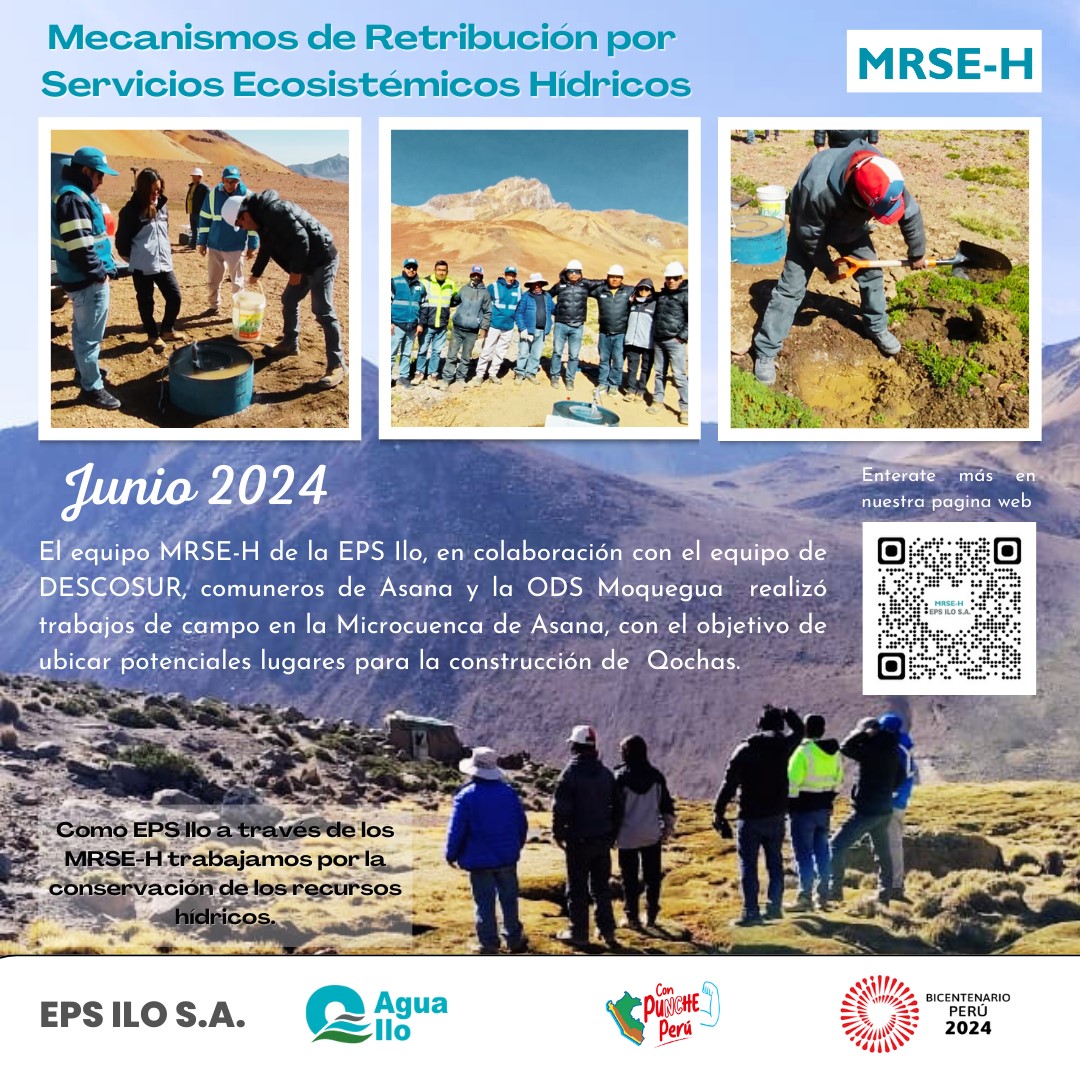 Mecanismos de Retribución por
Servicios Ecosistémicos Hídricos
MRSE-H
Junio 2024
El equipo MRSE-H de la EPS Ilo, en colaboración con el equipo de
DESCOSUR, comuneros de Asana y la ODS Moquegua realizó
trabajos de campo en la Microcuenca de Asana, con el objetivo de
ubicar potenciales lugares para la construcción de Qochas.
Enterate más en
nuestra pagina web
MRSE-H
EPS ILO S.A.
Como EPS Ilo a través de los
MRSE-H trabajamos por la
conservación de los recursos
hídricos.
EPS ILO S.A.
Agua
Ilo
Con
PUNCHE
Perú
BICENTENARIO
PERÚ
2024